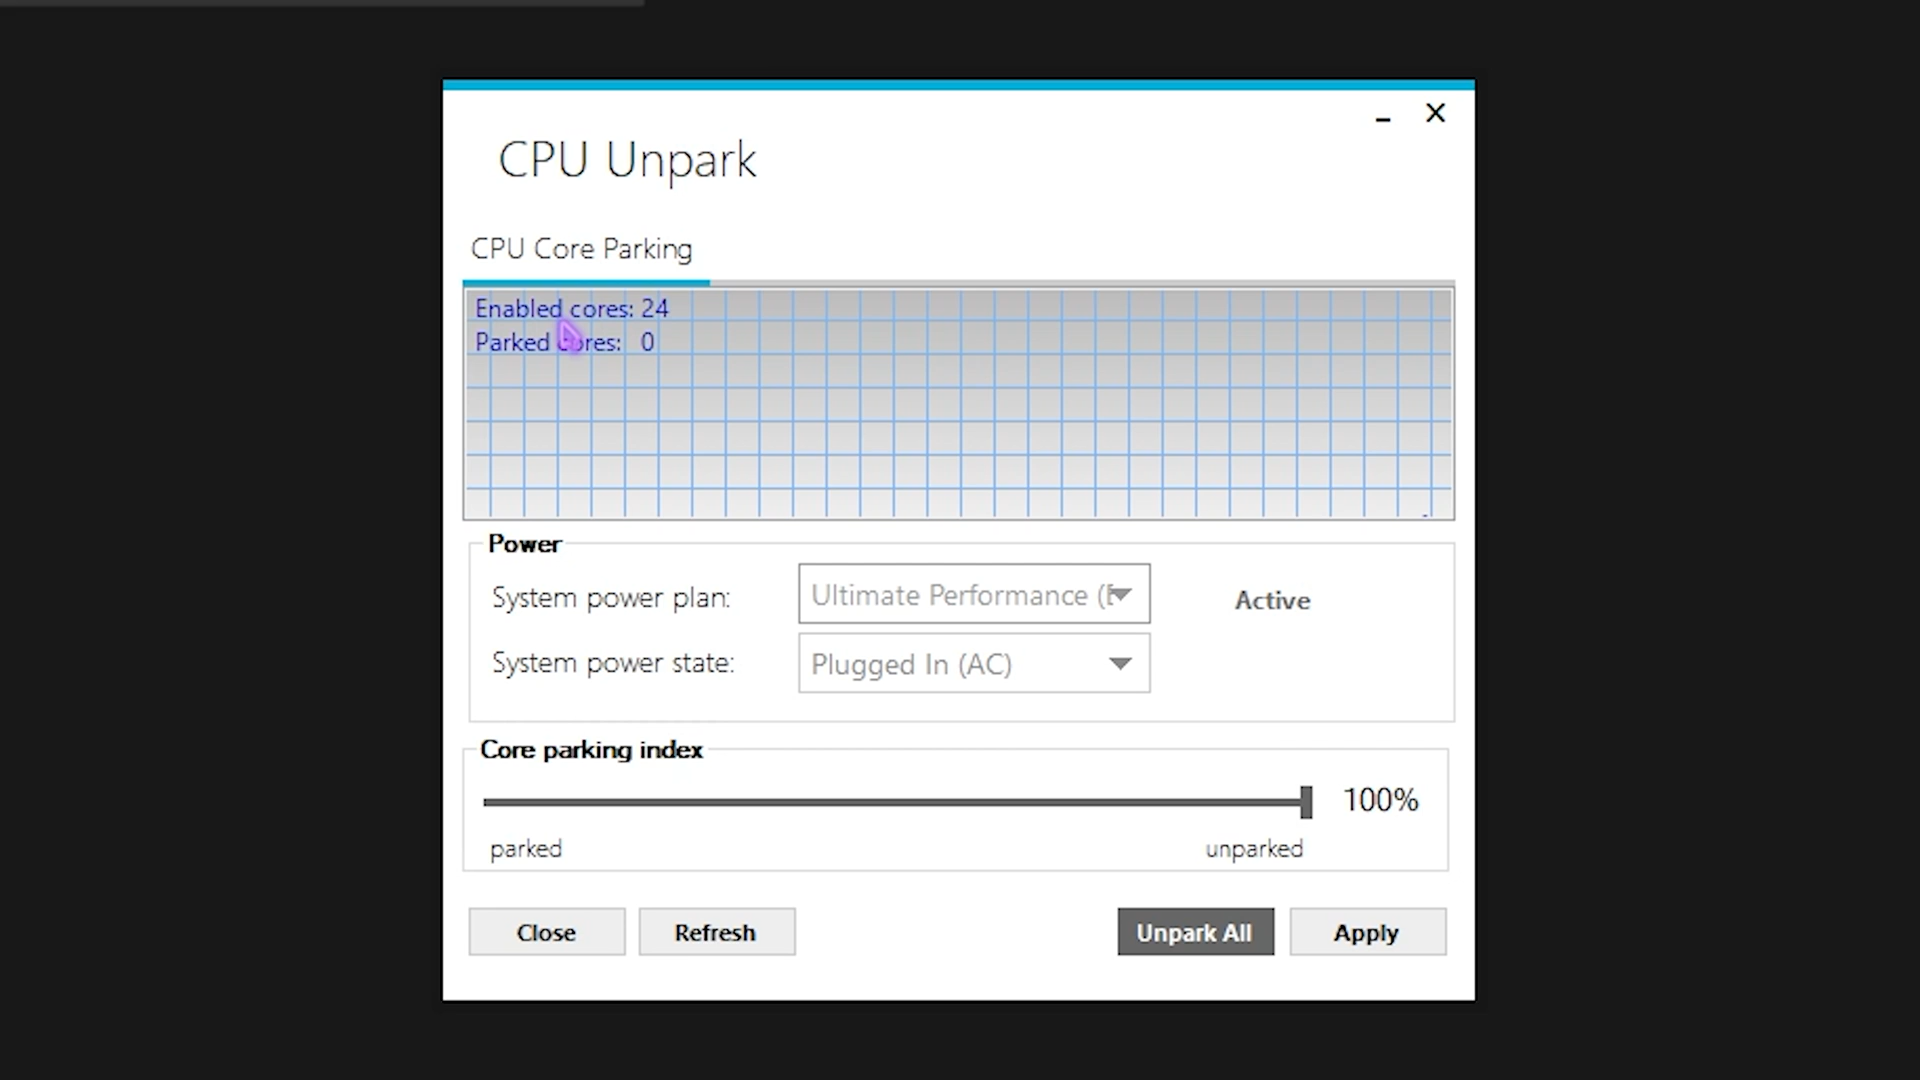 CPU Unpark
CPU Core Parking
Enabled cores: 24
Parked cores: 0
Power
System power plan:
Ultimate Performance (
Active
System power state:
Plugged In (AC)
Core parking index
100%
parked
unparked
Close
Refresh
Unpark All
Apply